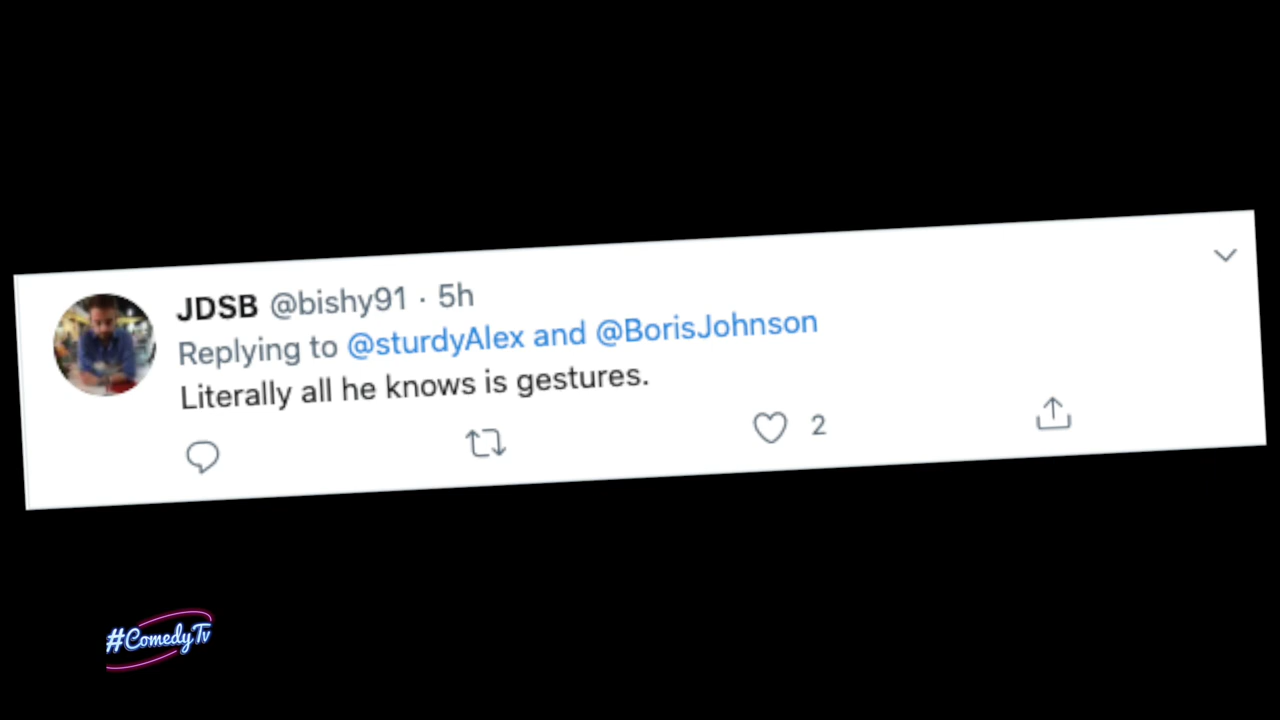 JDSB @bishy91 · 5h
Replying to @sturdyAlex and @BorisJohnson
Literally all he knows is gestures.
2
#ComedyTv